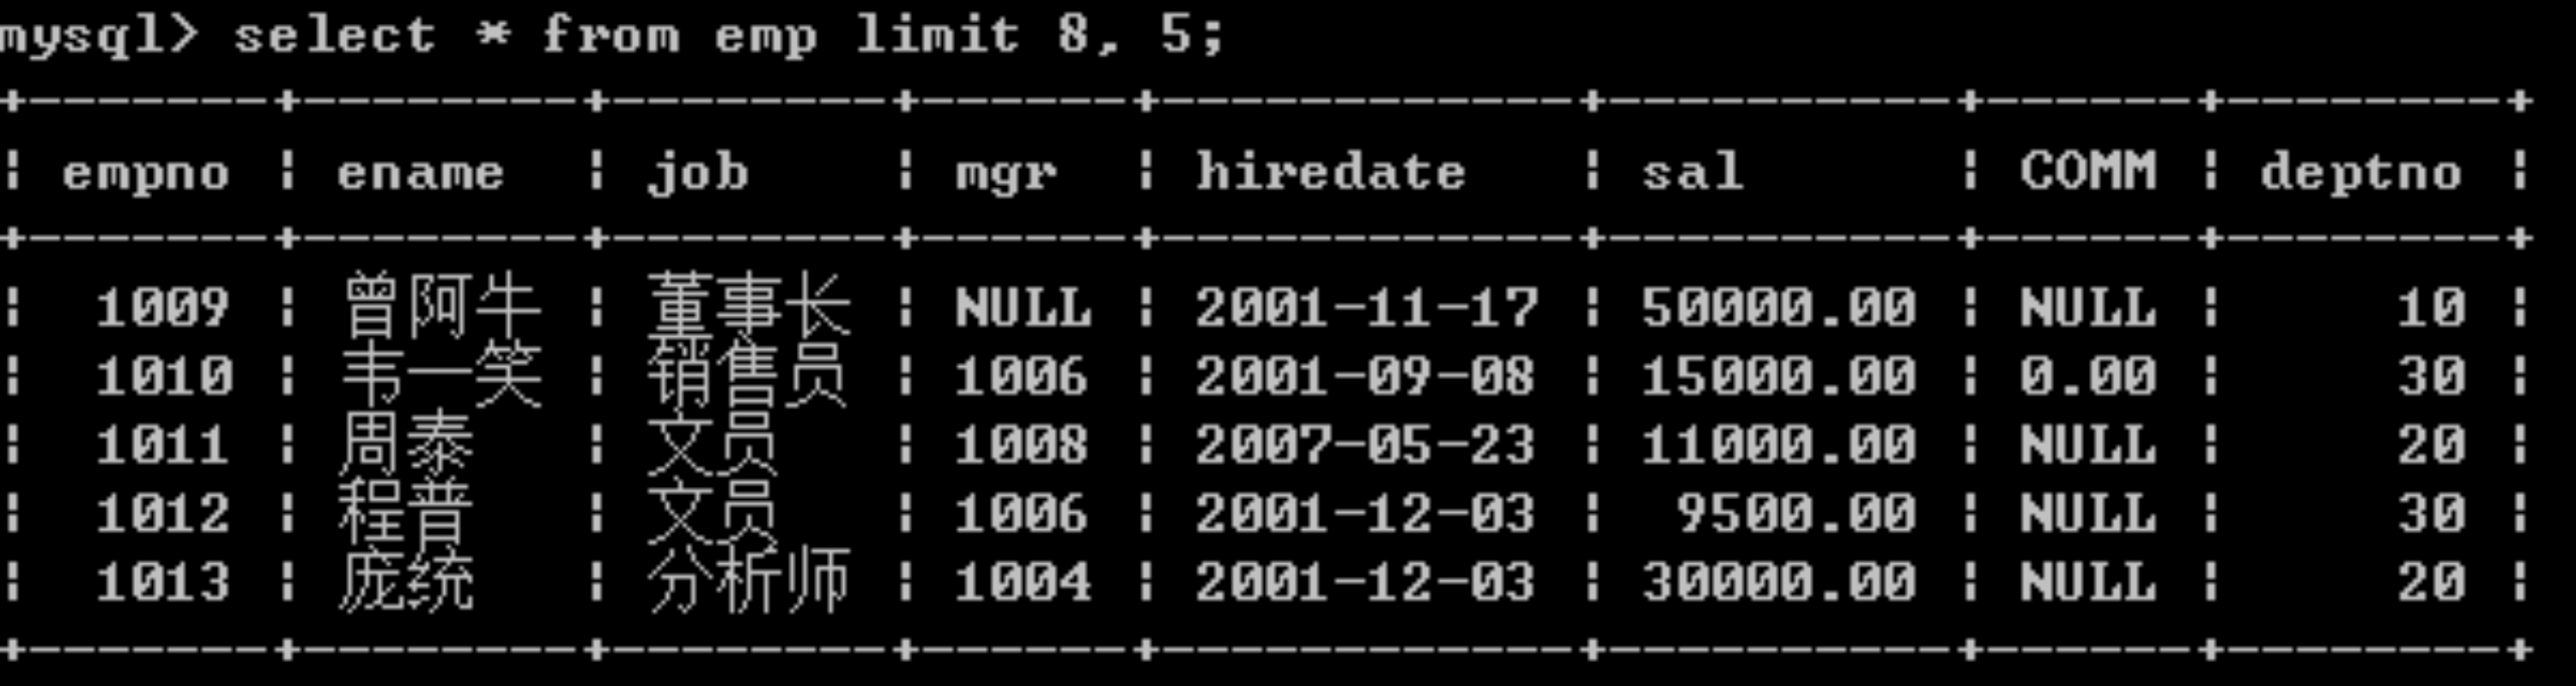 mysql> select * from emp limit 8, 5;
+-------+--------+--------+------+------------+----------+------+--------+
| empno | ename | job | mgr | hiredate | sal | COMM | deptno |
+-------+--------+--------+------+------------+----------+------+--------+
| 1009 | 曾阿牛 | 董事长 | NULL | 2001-11-17 | 50000.00 | NULL | 10 |
| 1010 | 韦一笑 | 销售员 | 1006 | 2001-09-08 | 15000.00 | 0.00 | 30 |
| 1011 | 周泰 | 文员 | 1008 | 2007-05-23 | 11000.00 | NULL | 20 |
| 1012 | 程普 | 文员 | 1006 | 2001-12-03 | 9500.00 | NULL | 30 |
| 1013 | 庞统 | 分析师 | 1004 | 2001-12-03 | 30000.00 | NULL | 20 |
+-------+--------+--------+------+------------+----------+------+--------+